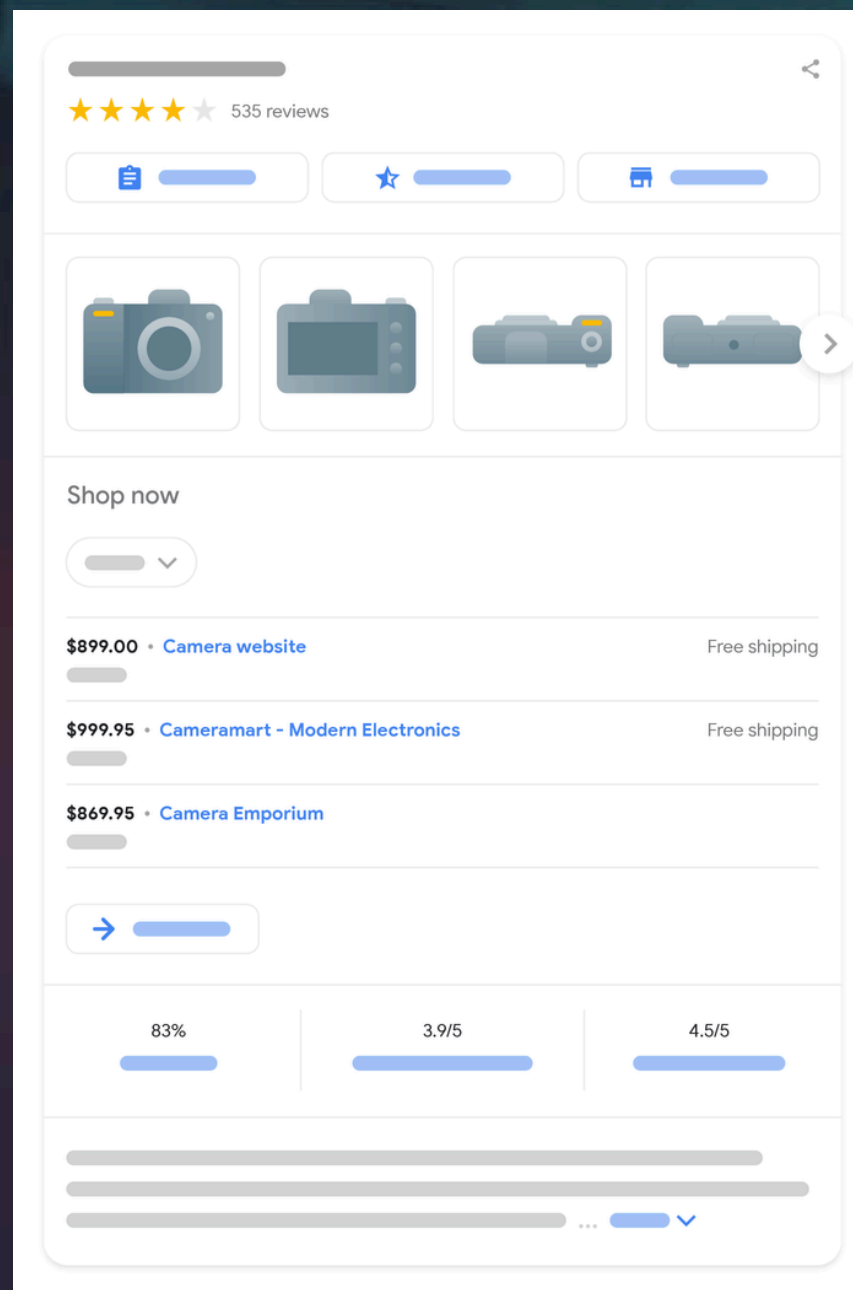 535 reviews
Shop now
$899.00 • Camera website Free shipping
$999.95 • Cameramart - Modern Electronics Free shipping
$869.95 • Camera Emporium
83% 3.9/5 4.5/5
...